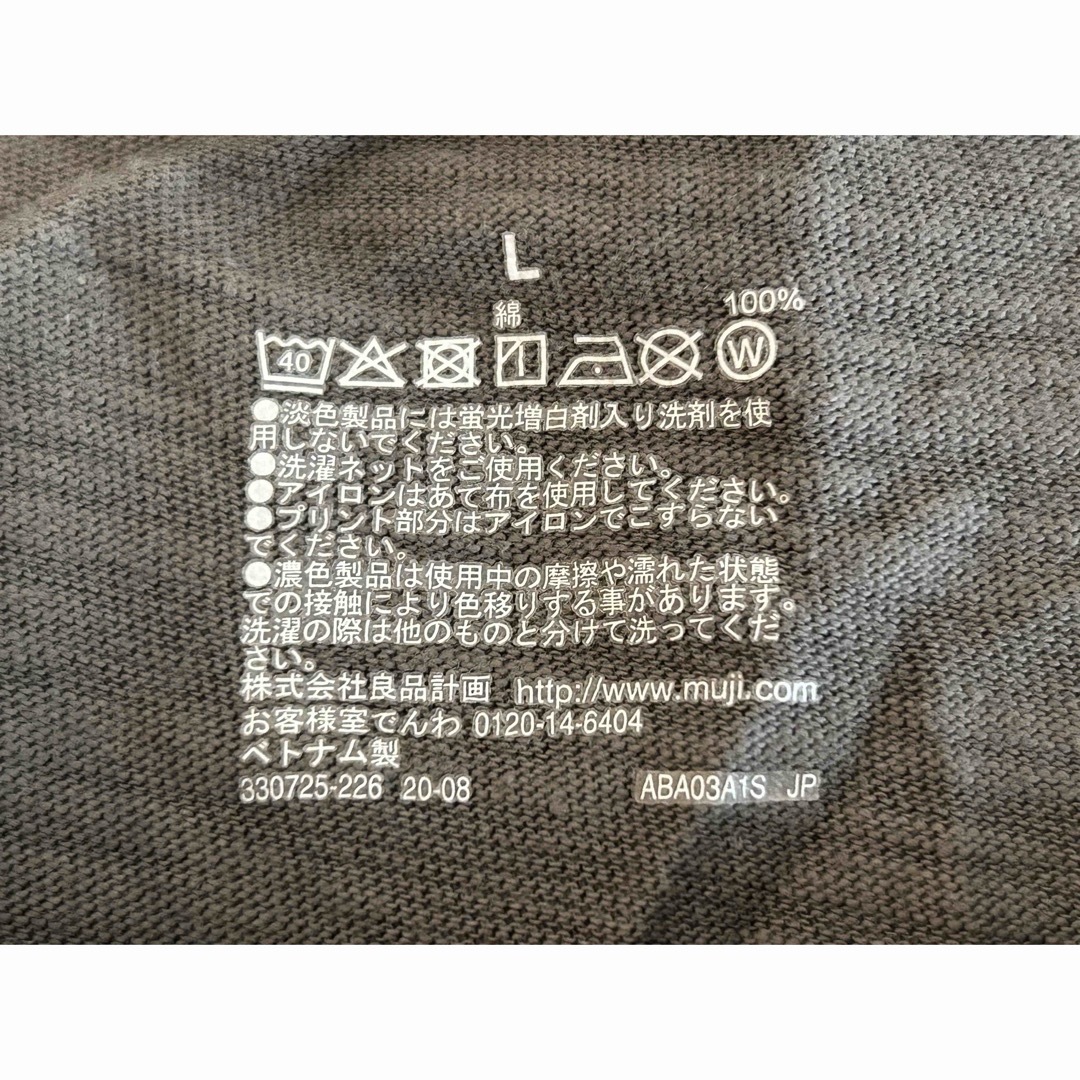 L
綿 100%
40 W
●淡色製品には蛍光増白剤入り洗剤を使
用しないでください。
●洗濯ネットをご使用ください。
●アイロンはあて布を使用してください。
●プリント部分はアイロンでこすらない
でください。
●濃色製品は使用中の摩擦や濡れた状態
での接触により色移りする事があります。
洗濯の際は他のものと分けて洗ってくだ
さい。
株式会社良品計画 http://www.muji.com
お客様室でんわ 0120-14-6404
ベトナム製
330725-226 20-08 ABA03A1S JP